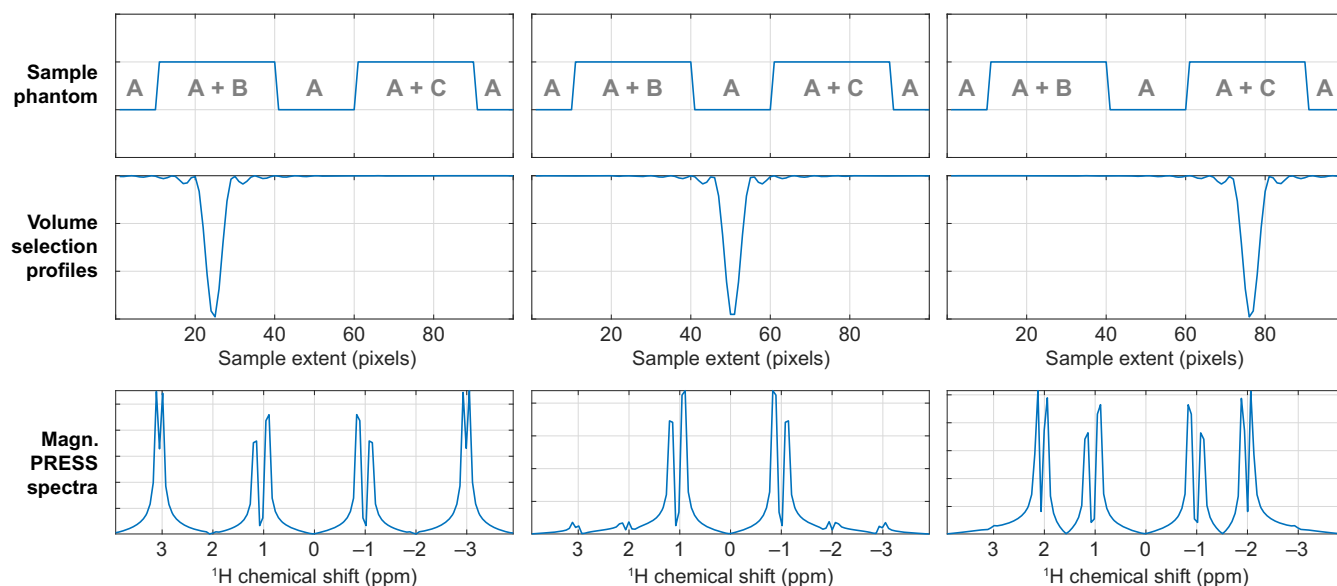 Sample
phantom
A A + B A A + C A
A A + B A A + C A
A A + B A A + C A
Volume
selection
profiles
20 40 60 80
Sample extent (pixels)
20 40 60 80
Sample extent (pixels)
20 40 60 80
Sample extent (pixels)
Magn.
PRESS
spectra
3 2 1 0 –1 –2 –3
¹H chemical shift (ppm)
3 2 1 0 –1 –2 –3
¹H chemical shift (ppm)
3 2 1 0 –1 –2 –3
¹H chemical shift (ppm)